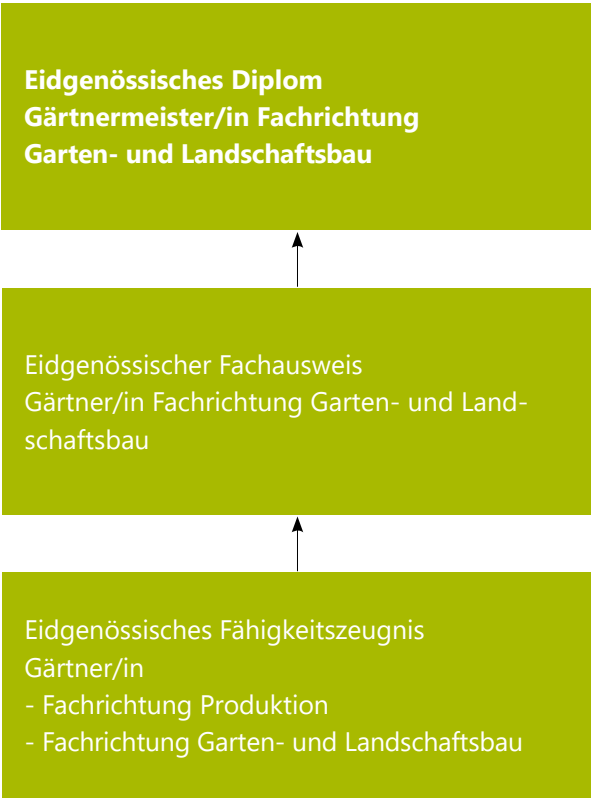 Eidgenössisches Diplom
Gärtnermeister/in Fachrichtung
Garten- und Landschaftsbau
Eidgenössischer Fachausweis
Gärtner/in Fachrichtung Garten- und Land-
schaftsbau
Eidgenössisches Fähigkeitszeugnis
Gärtner/in
- Fachrichtung Produktion
- Fachrichtung Garten- und Landschaftsbau